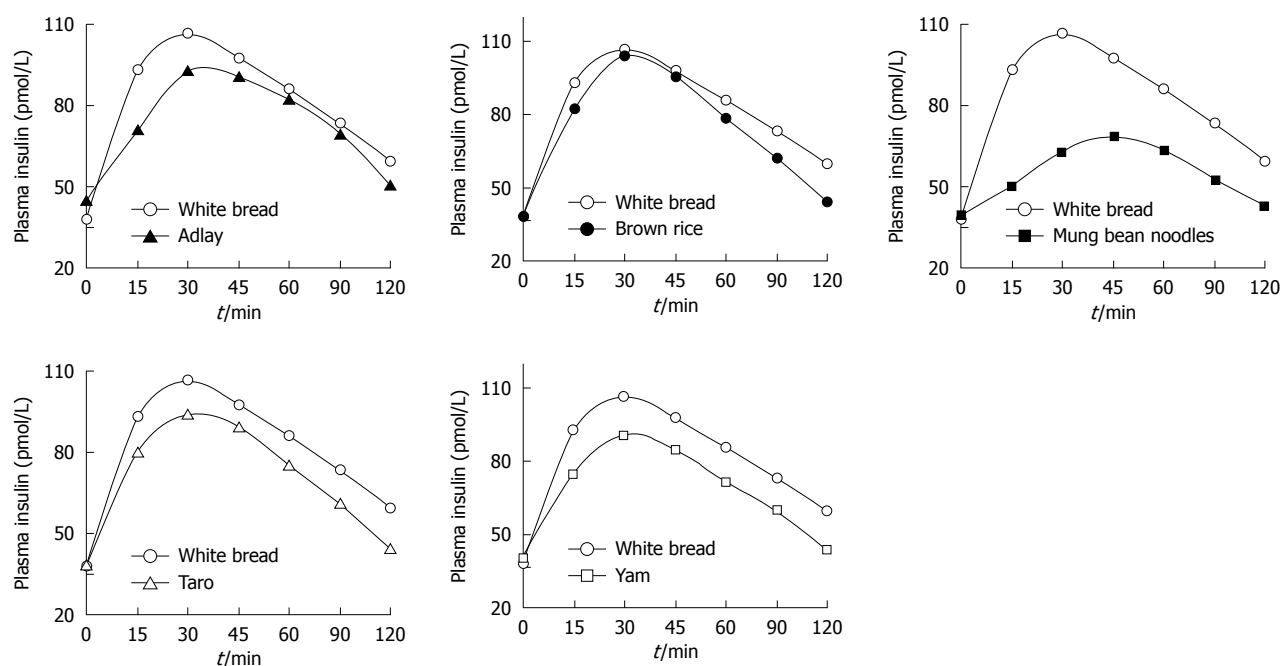 Plasma insulin (pmol/L)
110
80
50
20
White bread
Adlay
0 15 30 45 60 90 120
t/min
Plasma insulin (pmol/L)
110
80
50
20
White bread
Brown rice
0 15 30 45 60 90 120
t/min
Plasma insulin (pmol/L)
110
80
50
20
White bread
Mung bean noodles
0 15 30 45 60 90 120
t/min
Plasma insulin (pmol/L)
110
80
50
20
White bread
Taro
0 15 30 45 60 90 120
t/min
Plasma insulin (pmol/L)
110
80
50
20
White bread
Yam
0 15 30 45 60 90 120
t/min